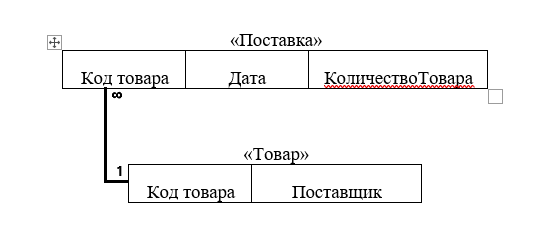 «Поставка»
Код товара Дата КоличествоТовара
∞
«Товар»
1
Код товара Поставщик